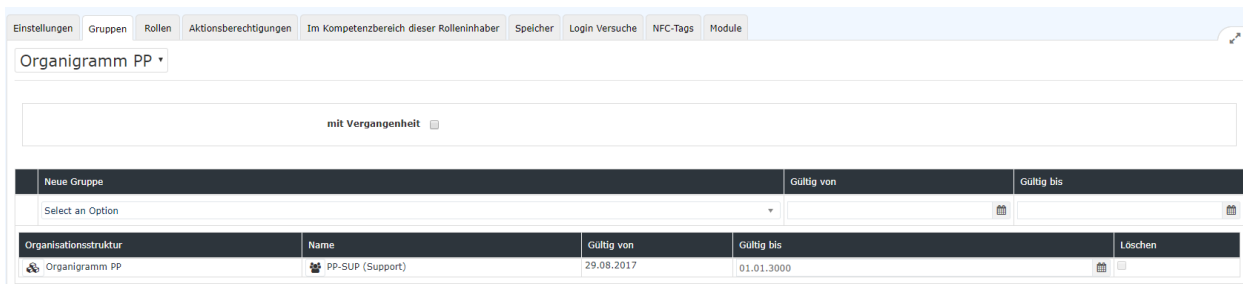 Einstellungen Gruppen Rollen Aktionsberechtigungen Im Kompetenzbereich dieser Rolleninhaber Speicher Login Versuche NFC-Tags Module
Organigramm PP
mit Vergangenheit
Neue Gruppe Gültig von Gültig bis
Select an Option
Organisationsstruktur Name Gültig von Gültig bis Löschen
Organigramm PP PP-SUP (Support) 29.08.2017 01.01.3000